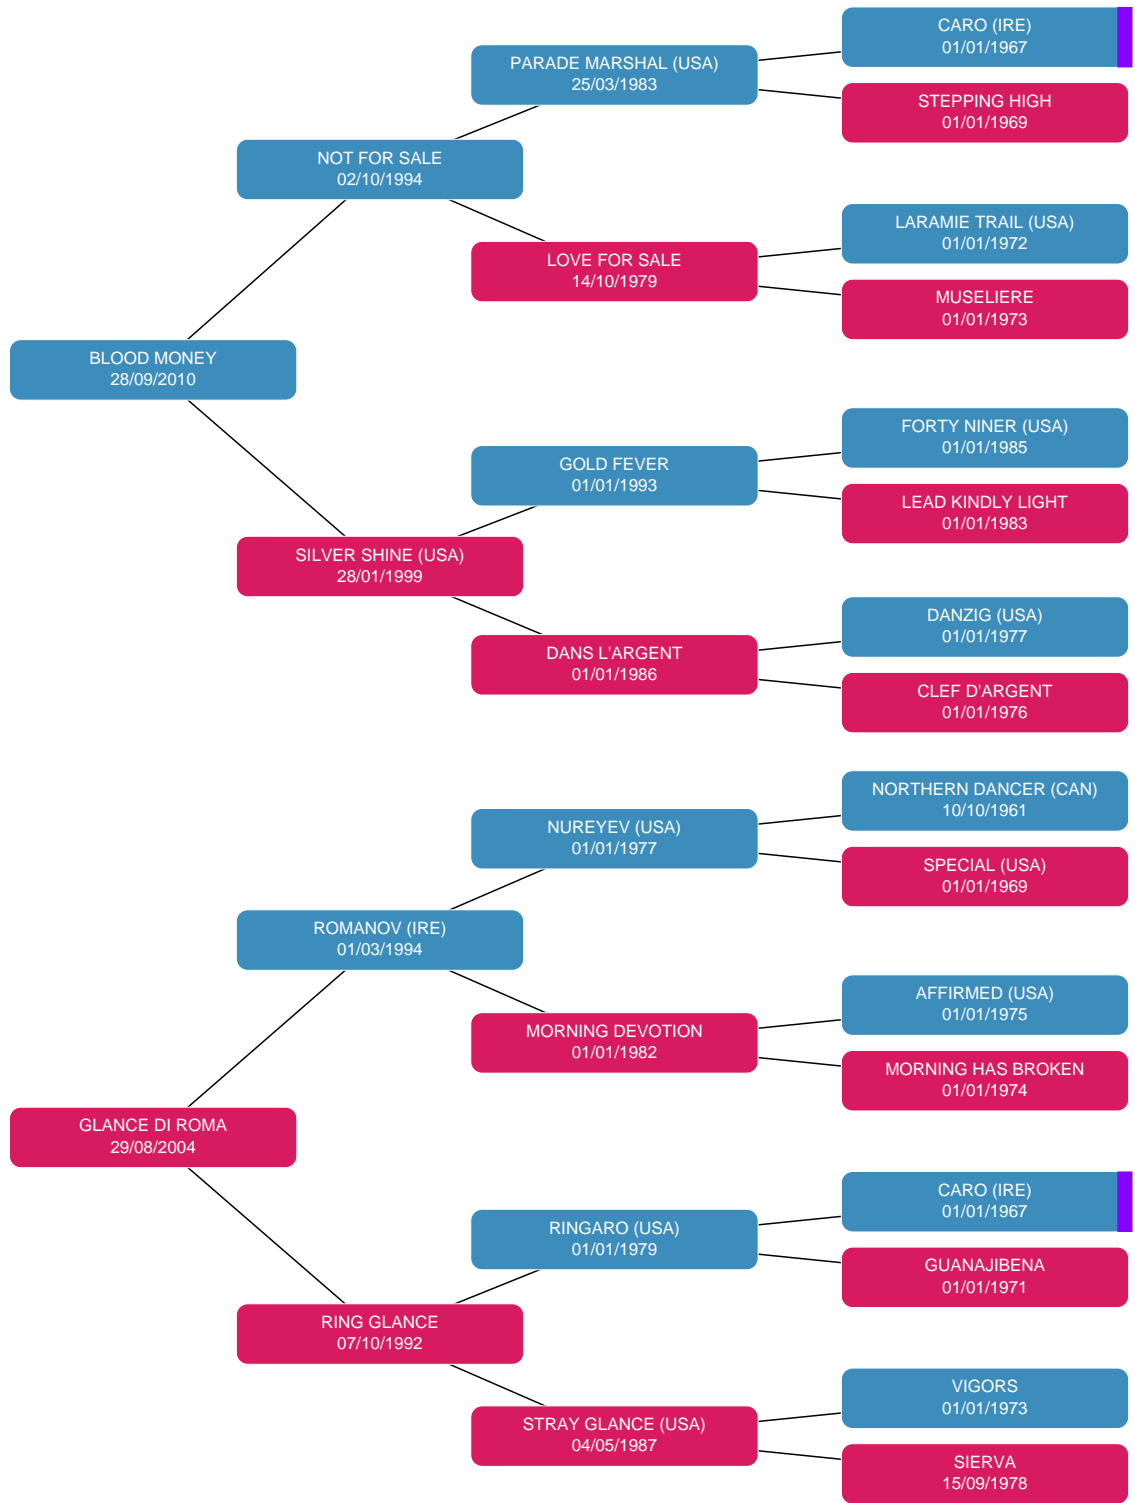 CARO (IRE)
01/01/1967
PARADE MARSHAL (USA)
25/03/1983
STEPPING HIGH
01/01/1969
NOT FOR SALE
02/10/1994
LARAMIE TRAIL (USA)
01/01/1972
LOVE FOR SALE
14/10/1979
MUSELIERE
01/01/1973
BLOOD MONEY
28/09/2010
FORTY NINER (USA)
01/01/1985
GOLD FEVER
01/01/1993
LEAD KINDLY LIGHT
01/01/1983
SILVER SHINE (USA)
28/01/1999
DANZIG (USA)
01/01/1977
DANS L'ARGENT
01/01/1986
CLEF D'ARGENT
01/01/1976
NORTHERN DANCER (CAN)
10/10/1961
NUREYEV (USA)
01/01/1977
SPECIAL (USA)
01/01/1969
ROMANOV (IRE)
01/03/1994
AFFIRMED (USA)
01/01/1975
MORNING DEVOTION
01/01/1982
MORNING HAS BROKEN
01/01/1974
GLANCE DI ROMA
29/08/2004
CARO (IRE)
01/01/1967
RINGARO (USA)
01/01/1979
GUANAJIBENA
01/01/1971
RING GLANCE
07/10/1992
VIGORS
01/01/1973
STRAY GLANCE (USA)
04/05/1987
SIERVA
15/09/1978